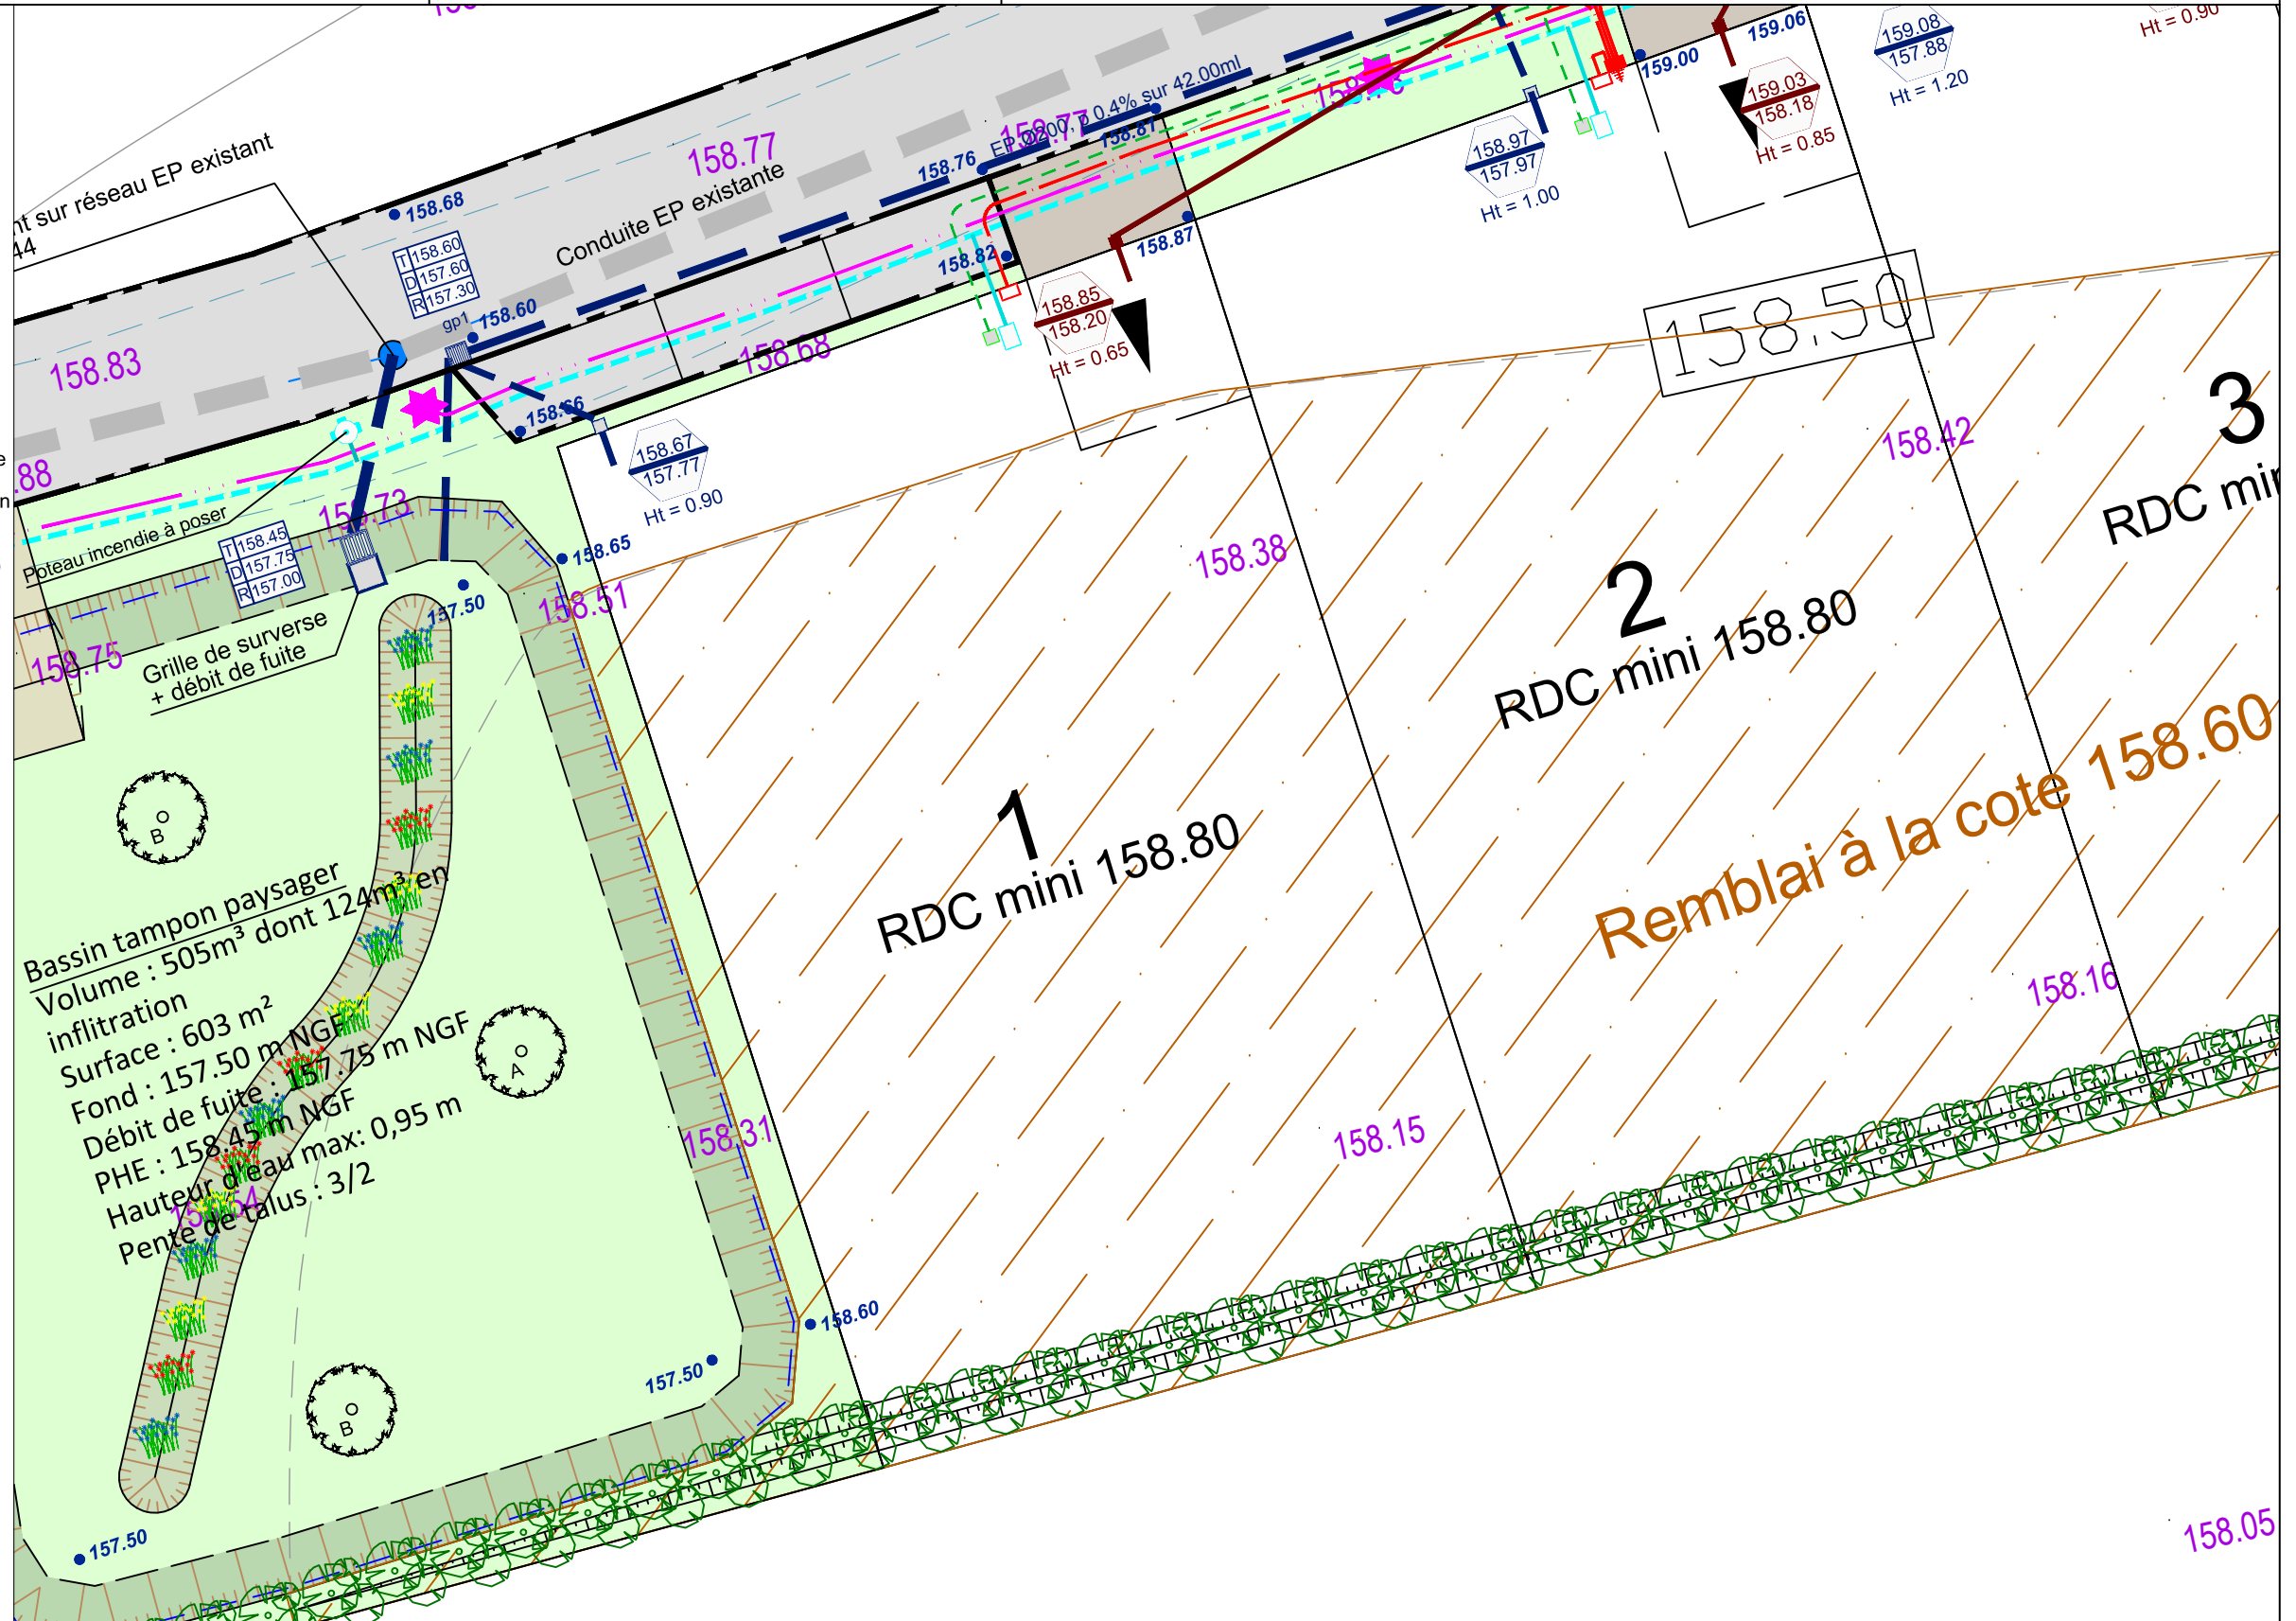 159.08
157.88
Ht = 1.20
Ht = 0.90
159.06
159.00
159.03
158.18
Ht = 0.85
158.97
157.97
Ht = 1.00
EP Ø200, p 0.4% sur 42.00ml
158.77
158.77
158.87
158.76
Conduite EP existante
nt sur réseau EP existant
44
158.68
T 158.60
D 157.60
R 157.30
gp1
158.60
158.82
158.87
158.85
158.20
Ht = 0.65
158.68
158.83
158.66
158.67
157.77
Ht = 0.90
158,50
.88
158.73
Poteau incendie à poser
T 158.45
D 157.75
R 157.00
158.65
157.50
158.51
158.75
Grille de surverse
+ débit de fuite
158.38
158.42
3
RDC min
2
RDC mini 158.80
1
RDC mini 158.80
Remblai à la cote 158.60
B
Bassin tampon paysager
Volume : 505m³ dont 124m³ en
inflitration
Surface : 603 m²
Fond : 157.50 m NGF
Débit de fuite : 157.75 m NGF
PHE : 158.45 m NGF
Hauteur d'eau max: 0,95 m
Pente de talus : 3/2
A
158.16
158.15
158.31
158.60
157.50
B
157.50
158.05